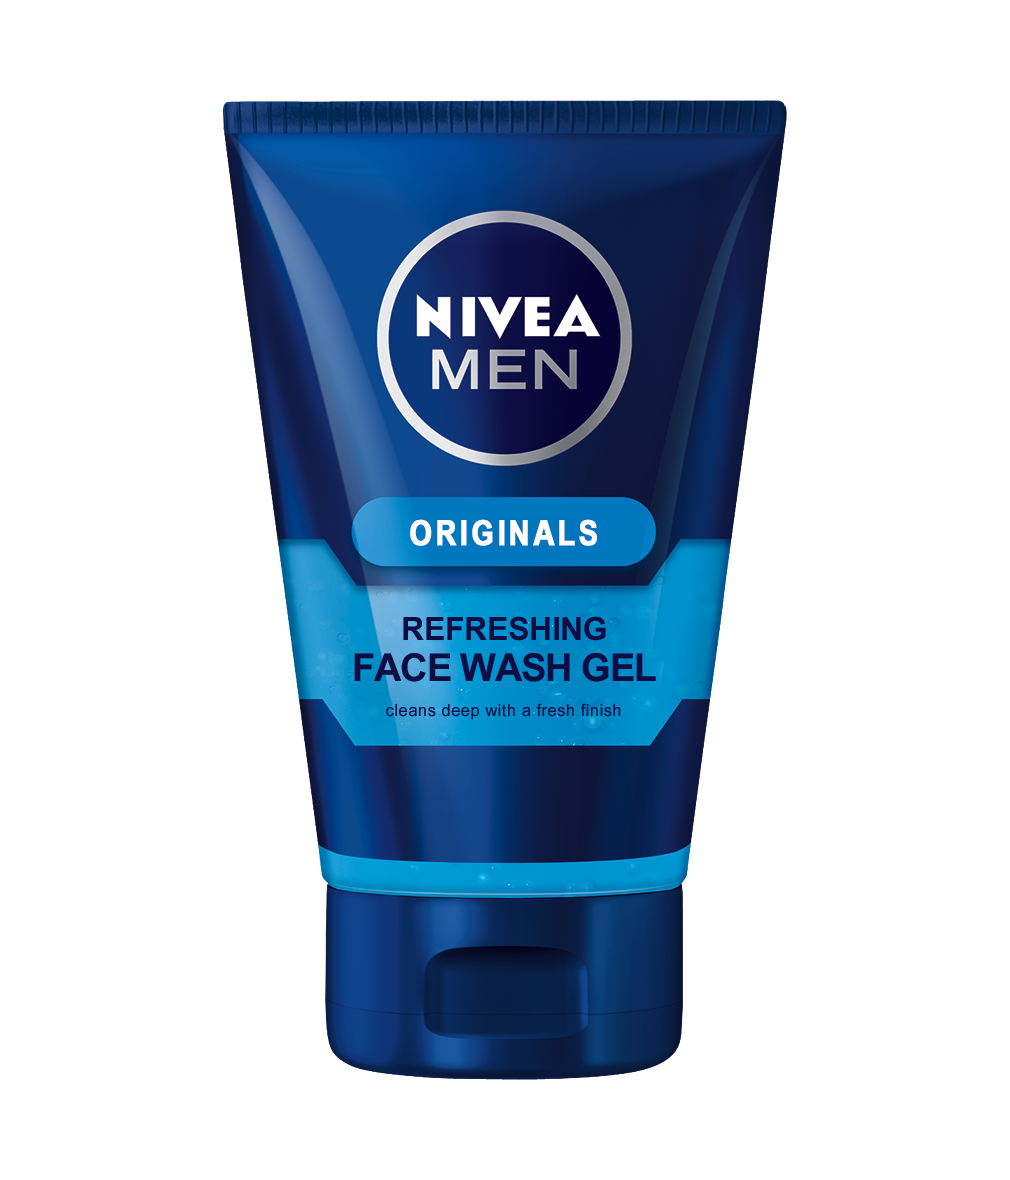 NIVEA
MEN
ORIGINALS
REFRESHING
FACE WASH GEL
cleans deep with a fresh finish